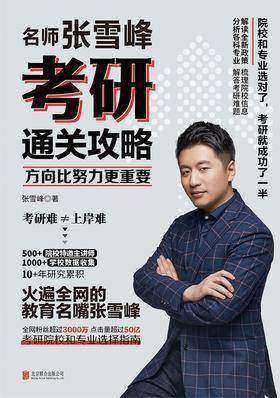 名师张雪峰
考研
通关攻略
方向比努力更重要
张雪峰◎著
考研难≠上岸难
500+院校特邀主讲师
1000+学校数据收集
10+年研究累积
火遍全网的
教育名嘴张雪峰
全网粉丝超过3000万 点击量超过50亿
考研院校和专业选择指南
院校和专业选对了，考研就成功了一半
解读全新政策 梳理院校信息
分析各科专业 解答考研难题
北京联合出版公司